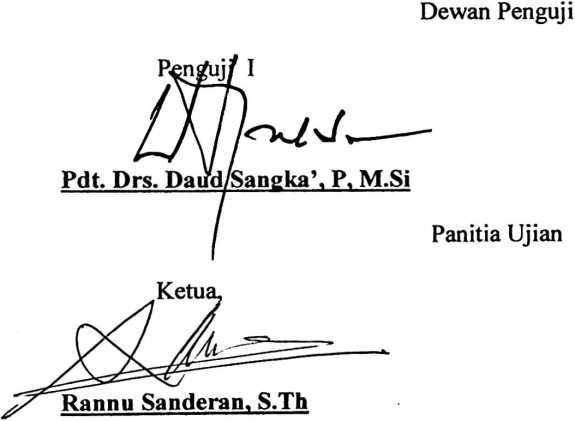 Dewan Penguji
Penguji I
Pdt. Drs. Daud Sangka', P, M.Si
Panitia Ujian
Ketua,
Rannu Sanderan, S.Th